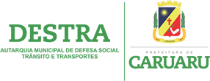 DESTRA
AUTARQUIA MUNICIPAL DE DEFESA SOCIAL
TRÂNSITO E TRANSPORTES
PREFEITURA DE
CARUARU